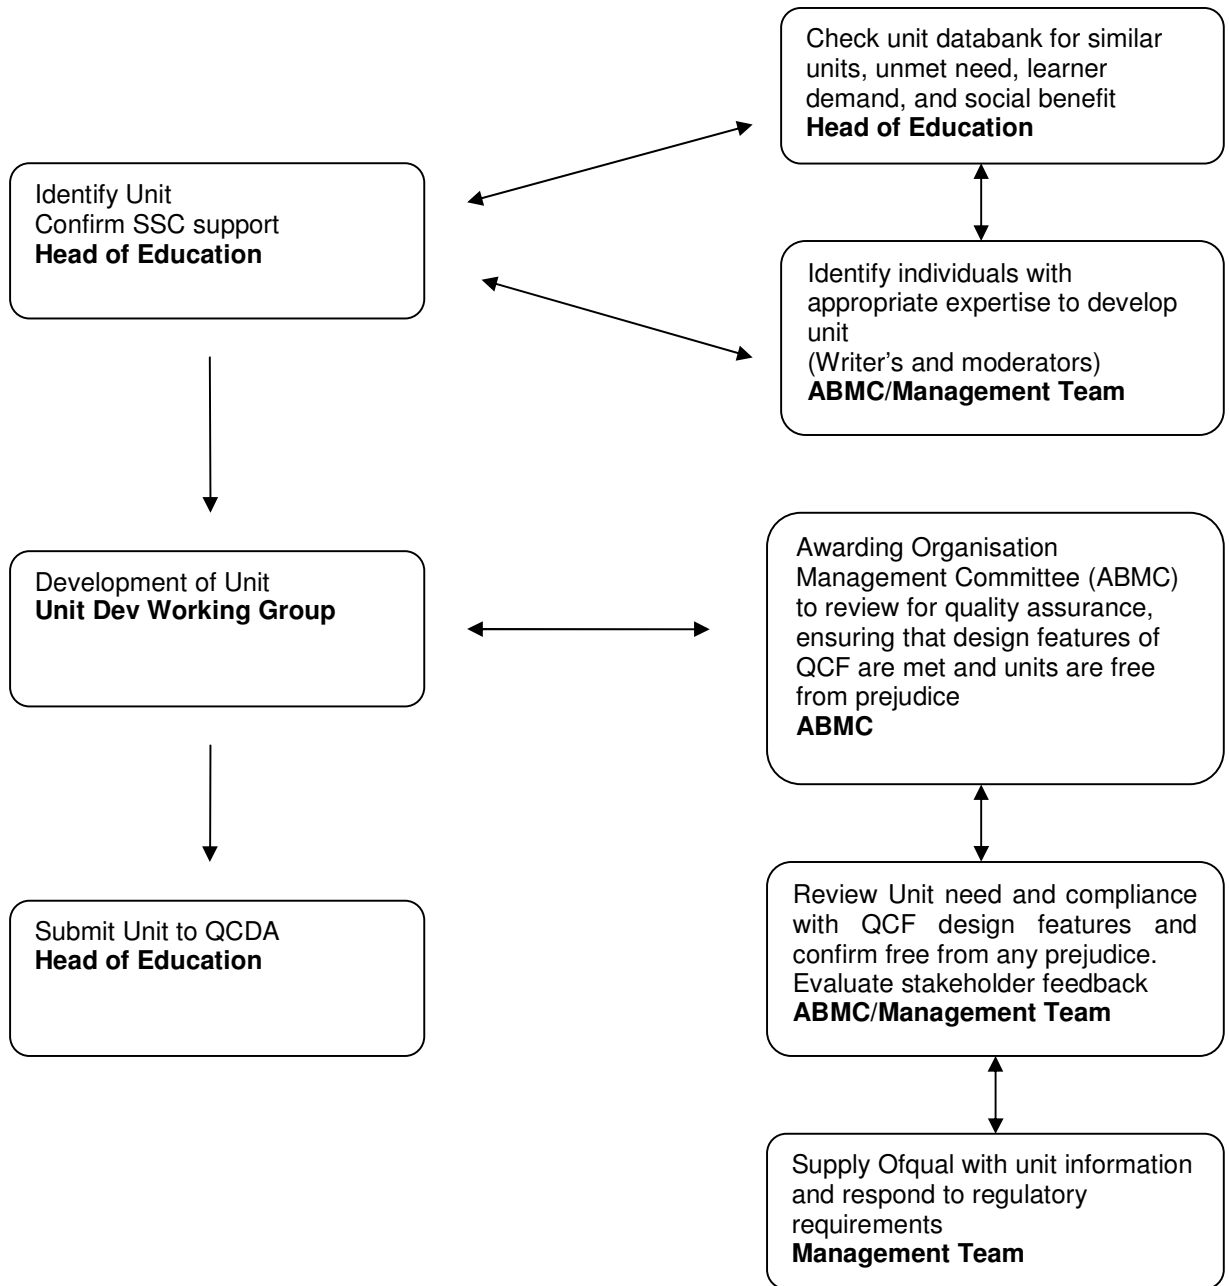 Check unit databank for similar
units, unmet need, learner
demand, and social benefit
Head of Education
Identify Unit
Confirm SSC support
Head of Education
Identify individuals with
appropriate expertise to develop
unit
(Writer's and moderators)
ABMC/Management Team
Development of Unit
Unit Dev Working Group
Awarding Organisation
Management Committee (ABMC)
to review for quality assurance,
ensuring that design features of
QCF are met and units are free
from prejudice
ABMC
Submit Unit to QCDA
Head of Education
Review Unit need and compliance
with QCF design features and
confirm free from any prejudice.
Evaluate stakeholder feedback
ABMC/Management Team
Supply Ofqual with unit information
and respond to regulatory
requirements
Management Team